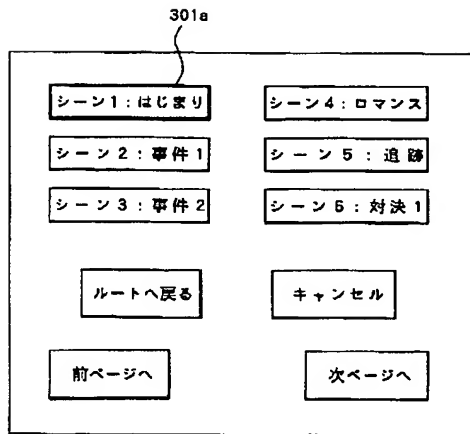 301a
シーン1:はじまり
シーン4:ロマンス
シーン2:事件1
シーン5:追跡
シーン3:事件2
シーン6:対決1
ルートへ戻る
キャンセル
前ページへ
次ページへ